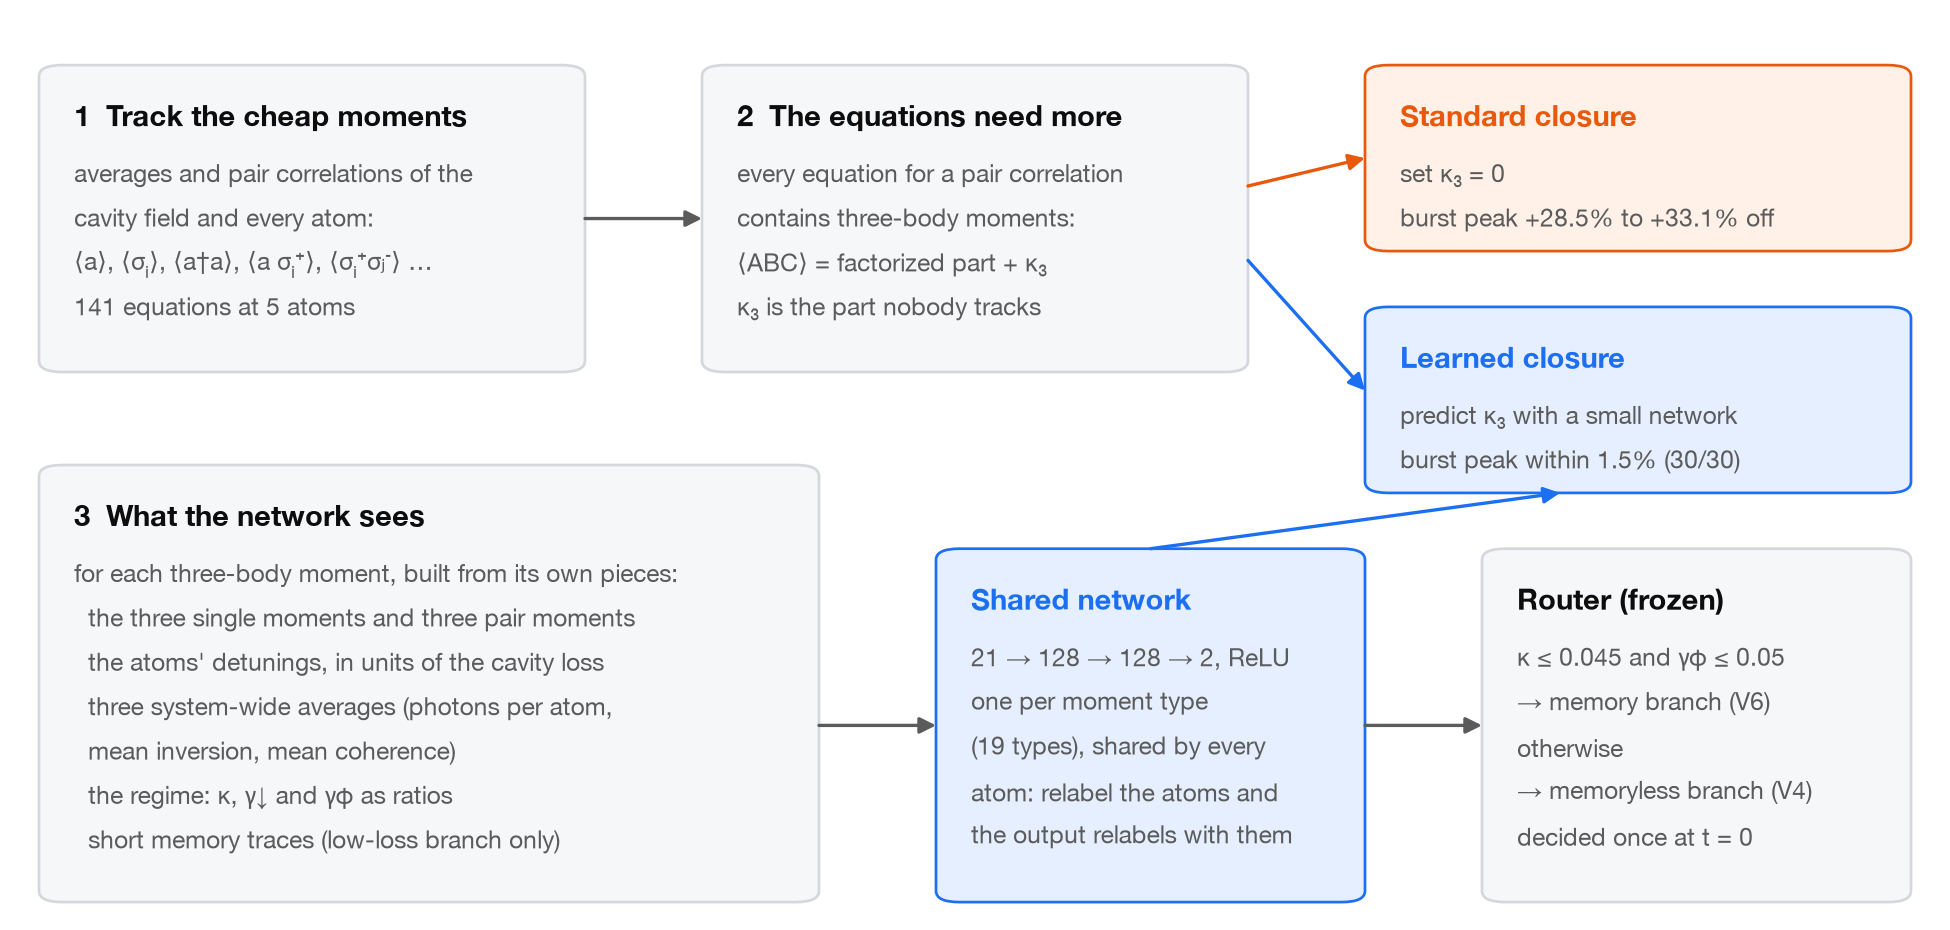 1 Track the cheap moments
averages and pair correlations of the
cavity field and every atom:
⟨a⟩, ⟨σᵢ⟩, ⟨a†a⟩, ⟨a σᵢ⁺⟩, ⟨σᵢ⁺σⱼ⁻⟩ ...
141 equations at 5 atoms
2 The equations need more
every equation for a pair correlation
contains three-body moments:
⟨ABC⟩ = factorized part + κ₃
κ₃ is the part nobody tracks
Standard closure
set κ₃ = 0
burst peak +28.5% to +33.1% off
Learned closure
predict κ₃ with a small network
burst peak within 1.5% (30/30)
3 What the network sees
for each three-body moment, built from its own pieces:
the three single moments and three pair moments
the atoms' detunings, in units of the cavity loss
three system-wide averages (photons per atom,
mean inversion, mean coherence)
the regime: κ, γ↓ and γϕ as ratios
short memory traces (low-loss branch only)
Shared network
21 → 128 → 128 → 2, ReLU
one per moment type
(19 types), shared by every
atom: relabel the atoms and
the output relabels with them
Router (frozen)
κ ≤ 0.045 and γϕ ≤ 0.05
→ memory branch (V6)
otherwise
→ memoryless branch (V4)
decided once at t = 0